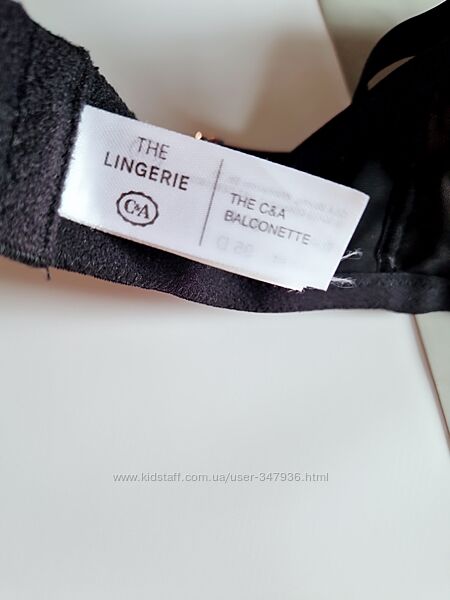 THE
LINGERIE
C&A
THE C&A
BALCONETTE
www.kidstaff.com.ua/user-347936.html